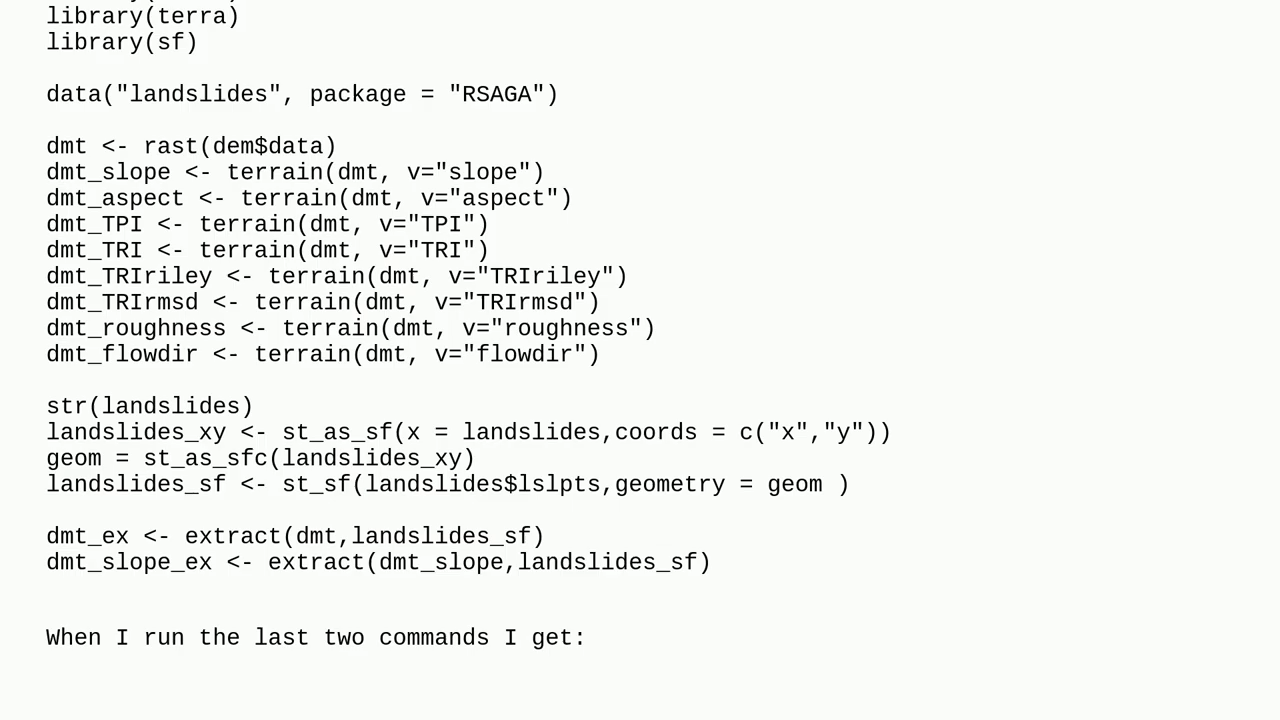 library(terra)
library(sf)
data("landslides", package = "RSAGA")
dmt <- rast(dem$data)
dmt_slope <- terrain(dmt, v="slope")
dmt_aspect <- terrain(dmt, v="aspect")
dmt_TPI <- terrain(dmt, v="TPI")
dmt_TRI <- terrain(dmt, v="TRI")
dmt_TRIriley <- terrain(dmt, v="TRIriley")
dmt_TRIrmsd <- terrain(dmt, v="TRIrmsd")
dmt_roughness <- terrain(dmt, v="roughness")
dmt_flowdir <- terrain(dmt, v="flowdir")
str(landslides)
landslides_xy <- st_as_sf(x = landslides,coords = c("x","y"))
geom = st_as_sfc(landslides_xy)
landslides_sf <- st_sf(landslides$lslpts,geometry = geom )
dmt_ex <- extract(dmt,landslides_sf)
dmt_slope_ex <- extract(dmt_slope,landslides_sf)
When I run the last two commands I get: